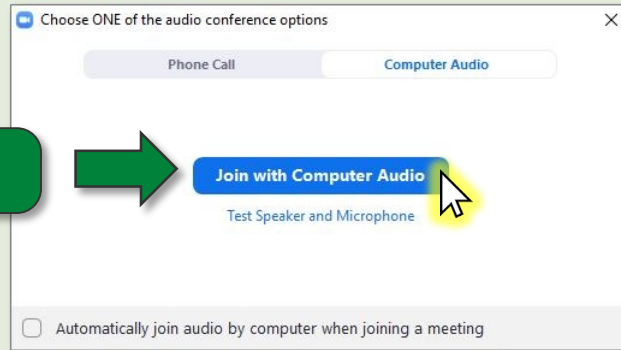 Choose ONE of the audio conference options
Phone Call
Computer Audio
Join with Computer Audio
Test Speaker and Microphone
Automatically join audio by computer when joining a meeting